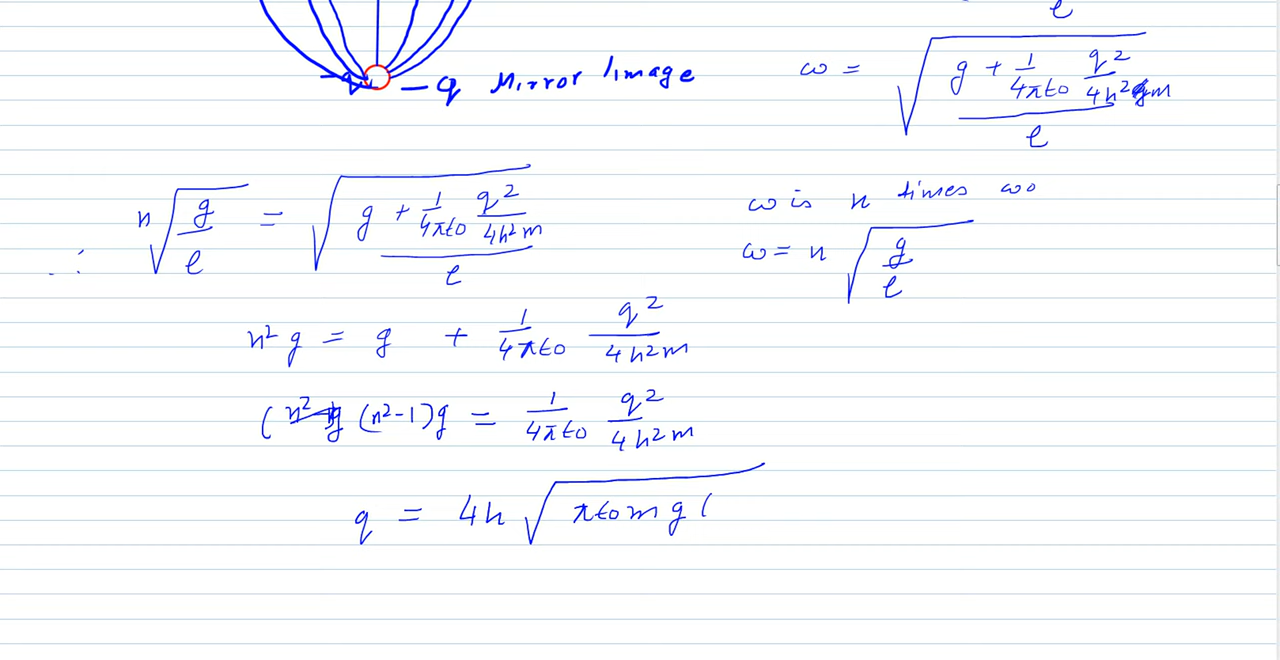 e
ω = √((g + 1/4πϵ0 q²/4h²m)/l)
-q Mirror Image
n√(g/l) = √((g + 1/4πϵ0 q²/4h²m)/l)
ω is n times ω0
ω = n √(g/l)
∴
n²g = g + 1/4πϵ0 q²/4h²m
(n²-1)g = 1/4πϵ0 q²/4h²m
q = 4h √(πϵ0mg(